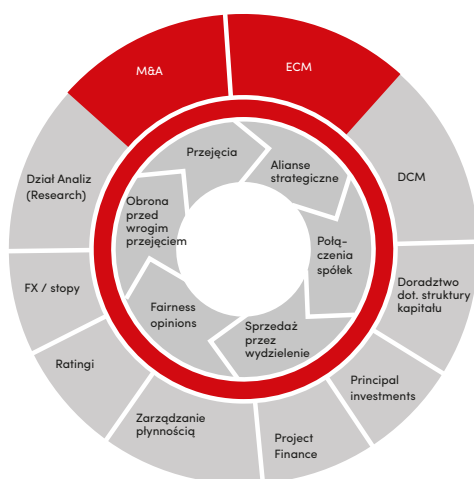 M&A
ECM
DCM
Doradztwo
dot. struktury
kapitału
Principal
investments
Project
Finance
Zarządzanie
płynnością
Ratingi
FX / stopy
Dział Analiz
(Research)
Przejęcia
Alianse
strategiczne
Połą-
czenia
spółek
Sprzedaż
przez
wydzielenie
Fairness
opinions
Obrona
przed
wrogim
przejęciem